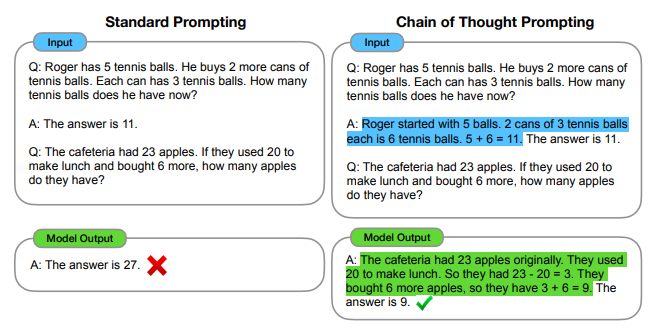 Standard Prompting
Input
Q: Roger has 5 tennis balls. He buys 2 more cans of
tennis balls. Each can has 3 tennis balls. How many
tennis balls does he have now?
A: The answer is 11.
Q: The cafeteria had 23 apples. If they used 20 to
make lunch and bought 6 more, how many apples
do they have?
Model Output
A: The answer is 27.
Chain of Thought Prompting
Input
Q: Roger has 5 tennis balls. He buys 2 more cans of
tennis balls. Each can has 3 tennis balls. How many
tennis balls does he have now?
A: Roger started with 5 balls. 2 cans of 3 tennis balls
each is 6 tennis balls. 5 + 6 = 11. The answer is 11.
Q: The cafeteria had 23 apples. If they used 20 to
make lunch and bought 6 more, how many apples
do they have?
Model Output
A: The cafeteria had 23 apples originally. They used
20 to make lunch. So they had 23 - 20 = 3. They
bought 6 more apples, so they have 3 + 6 = 9. The
answer is 9.